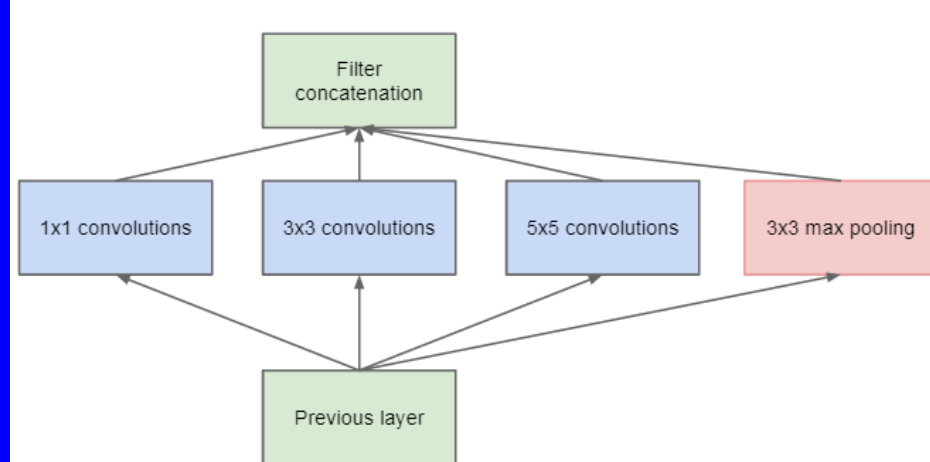 Filter
concatenation
1x1 convolutions
3x3 convolutions
5x5 convolutions
3x3 max pooling
Previous layer